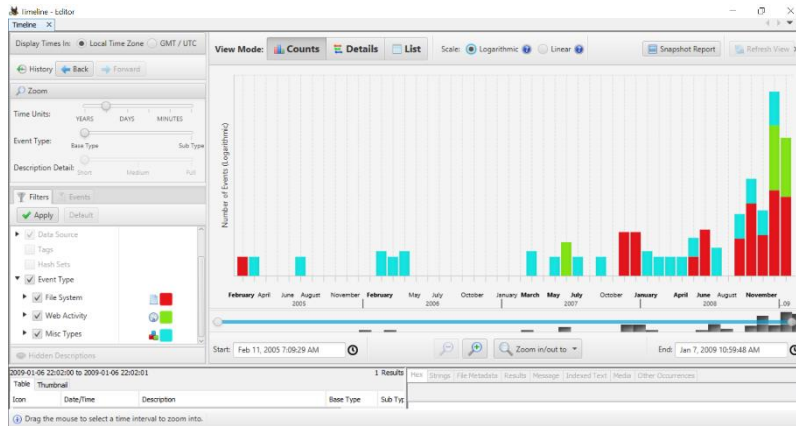 Timeline - Editor
Timeline ×
Display Times In: Local Time Zone GMT / UTC
History Back Forward
Zoom
Time Units:
YEARS DAYS MINUTES
Event Type:
Base Type Sub Type
Description Detail:
Short Medium Full
Filters Events
Apply Default
Data Source
Tags
Hash Sets
Event Type
File System
Web Activity
Misc Types
Hidden Descriptions
View Mode: Counts Details List Scale: Logarithmic Linear Snapshot Report Refresh View
Number of Events (Logarithmic)
February April June August November February May July October January March May July October January April June August November
2005 2006 2007 2008 .09
Start: Feb 11, 2005 7:09:29 AM Zoom in/out to End: Jan 7, 2009 10:59:48 AM
2009-01-06 22:02:00 to 2009-01-06 22:02:01 1 Results
Table Thumbnail
Icon Date/Time Description Base Type Sub Typ
Hex Strings File Metadata Results Message Indexed Text Media Other Occurrences
Drag the mouse to select a time interval to zoom into.